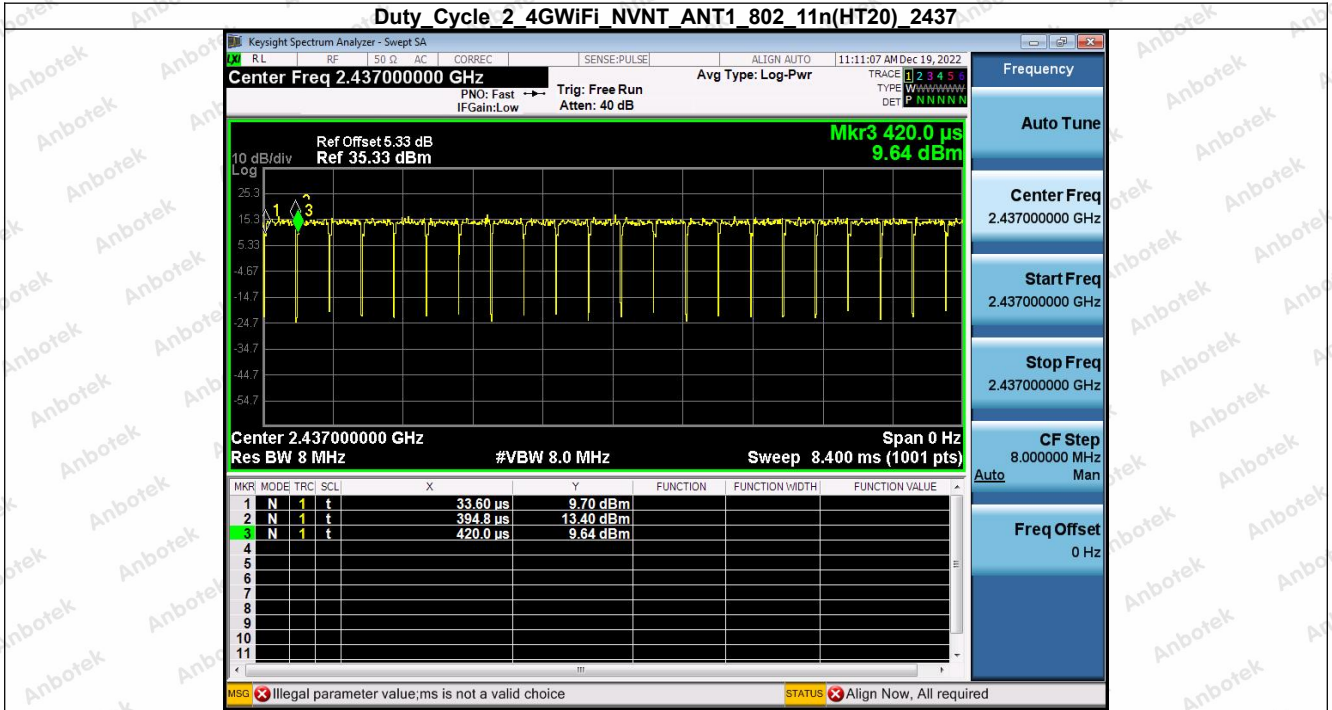 Duty_Cycle_2_4GWiFi_NVNT_ANT1_802_11n(HT20)_2437
Keysight Spectrum Analyzer - Swept SA
LXI RL RF 50 Ω AC CORREC SENSE:PULSE ALIGN AUTO 11:11:07 AM Dec 19, 2022
Center Freq 2.437000000 GHz
PNO: Fast
IFGain:Low
Trig: Free Run
Atten: 40 dB
Avg Type: Log-Pwr
TRACE 1 2 3 4 5 6
TYPE WWWWWW
DET P N N N N N
Mkr3 420.0 µs
9.64 dBm
Ref Offset 5.33 dB
10 dB/div Ref 35.33 dBm
Log
25.3
15.3
5.33
-4.67
-14.7
-24.7
-34.7
-44.7
-54.7
1
3
Center 2.437000000 GHz Span 0 Hz
Res BW 8 MHz #VBW 8.0 MHz Sweep 8.400 ms (1001 pts)
MKR MODE TRC SCL X Y FUNCTION FUNCTION WIDTH FUNCTION VALUE
1 N 1 t 33.60 µs 9.70 dBm
2 N 1 t 394.8 µs 13.40 dBm
3 N 1 t 420.0 µs 9.64 dBm
4
5
6
7
8
9
10
11
MSG Illegal parameter value;ms is not a valid choice STATUS Align Now, All required
Frequency
Auto Tune
Center Freq
2.437000000 GHz
Start Freq
2.437000000 GHz
Stop Freq
2.437000000 GHz
CF Step
8.000000 MHz
Auto Man
Freq Offset
0 Hz
Anbotek